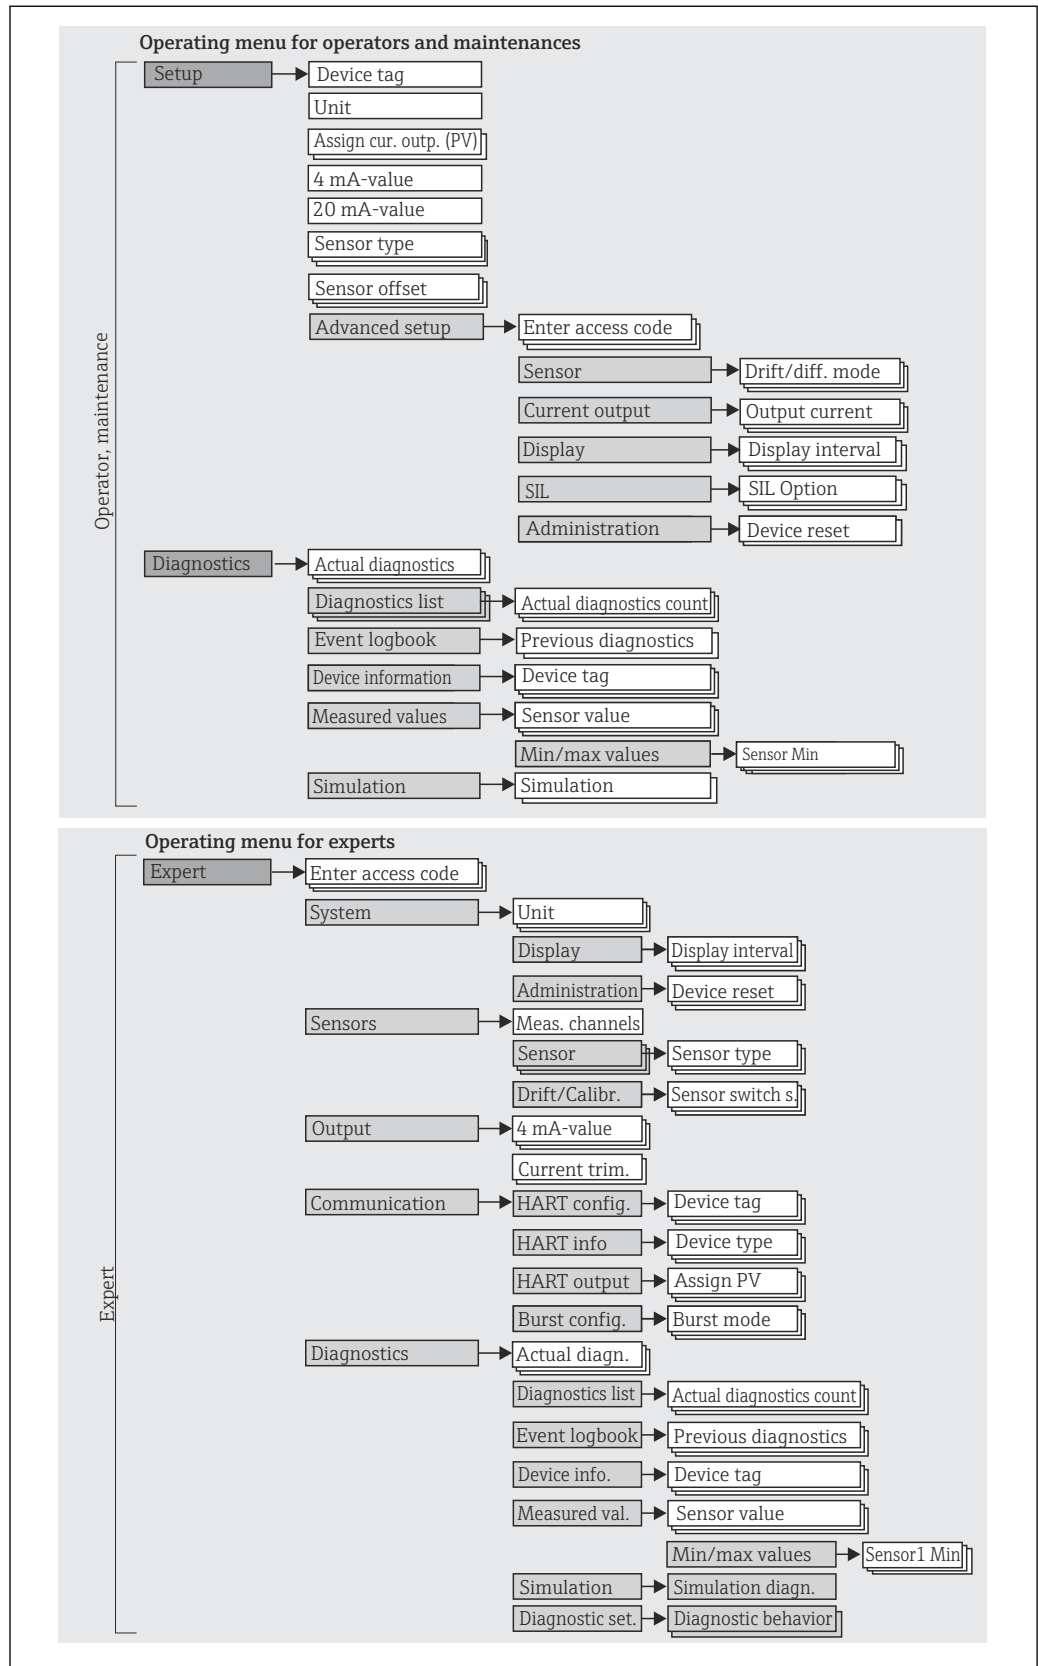 Operating menu for operators and maintenances
Setup
Device tag
Unit
Assign cur. outp. (PV)
4 mA-value
20 mA-value
Sensor type
Sensor offset
Advanced setup
Enter access code
Sensor
Drift/diff. mode
Current output
Output current
Display
Display interval
SIL
SIL Option
Administration
Device reset
Operator, maintenance
Diagnostics
Actual diagnostics
Diagnostics list
Actual diagnostics count
Event logbook
Previous diagnostics
Device information
Device tag
Measured values
Sensor value
Min/max values
Sensor Min
Simulation
Simulation
Operating menu for experts
Expert
Enter access code
System
Unit
Display
Display interval
Administration
Device reset
Sensors
Meas. channels
Sensor
Sensor type
Drift/Calibr.
Sensor switch s.
Output
4 mA-value
Current trim.
Communication
HART config.
Device tag
HART info
Device type
HART output
Assign PV
Burst config.
Burst mode
Expert
Diagnostics
Actual diagn.
Diagnostics list
Actual diagnostics count
Event logbook
Previous diagnostics
Device info.
Device tag
Measured val.
Sensor value
Min/max values
Sensor1 Min
Simulation
Simulation diagn.
Diagnostic set.
Diagnostic behavior